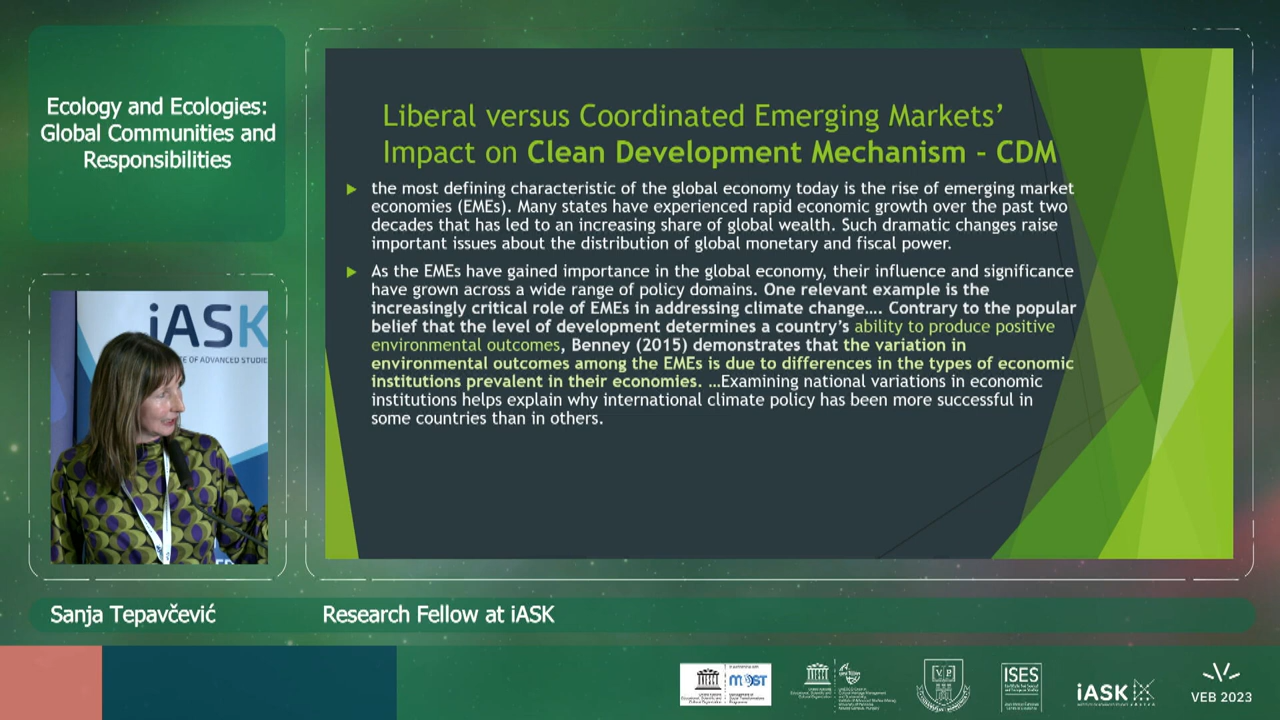 Ecology and Ecologies:
Global Communities and
Responsibilities
Liberal versus Coordinated Emerging Markets'
Impact on Clean Development Mechanism - CDM
the most defining characteristic of the global economy today is the rise of emerging market
economies (EMEs). Many states have experienced rapid economic growth over the past two
decades that has led to an increasing share of global wealth. Such dramatic changes raise
important issues about the distribution of global monetary and fiscal power.
As the EMEs have gained importance in the global economy, their influence and significance
have grown across a wide range of policy domains. One relevant example is the
increasingly critical role of EMEs in addressing climate change…. Contrary to the popular
belief that the level of development determines a country's ability to produce positive
environmental outcomes, Benney (2015) demonstrates that the variation in
environmental outcomes among the EMEs is due to differences in the types of economic
institutions prevalent in their economies. …Examining national variations in economic
institutions helps explain why international climate policy has been more successful in
some countries than in others.
iASK
OF ADVANCED STUDIE
Sanja Tepavčević
Research Fellow at iASK
MOST
ISES
iASK
VEB 2023